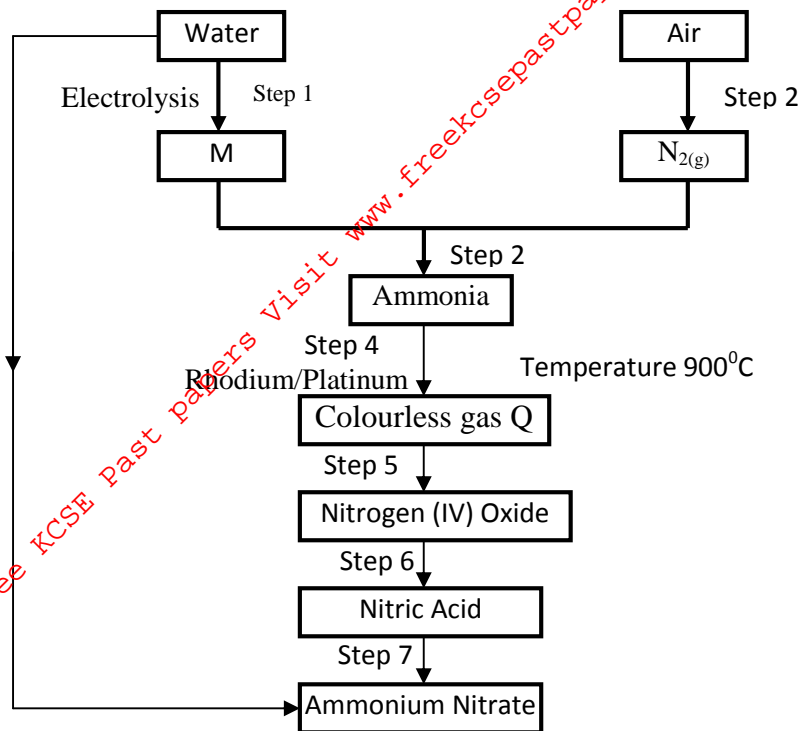 Water
Air
Electrolysis
Step 1
Step 2
M
N2(g)
Step 2
Ammonia
Step 4
Rhodium/Platinum
Temperature 900⁰C
Colourless gas Q
Step 5
Nitrogen (IV) Oxide
Step 6
Nitric Acid
Step 7
Ammonium Nitrate
KCSE Past papers Visit www.freekcsepastpa